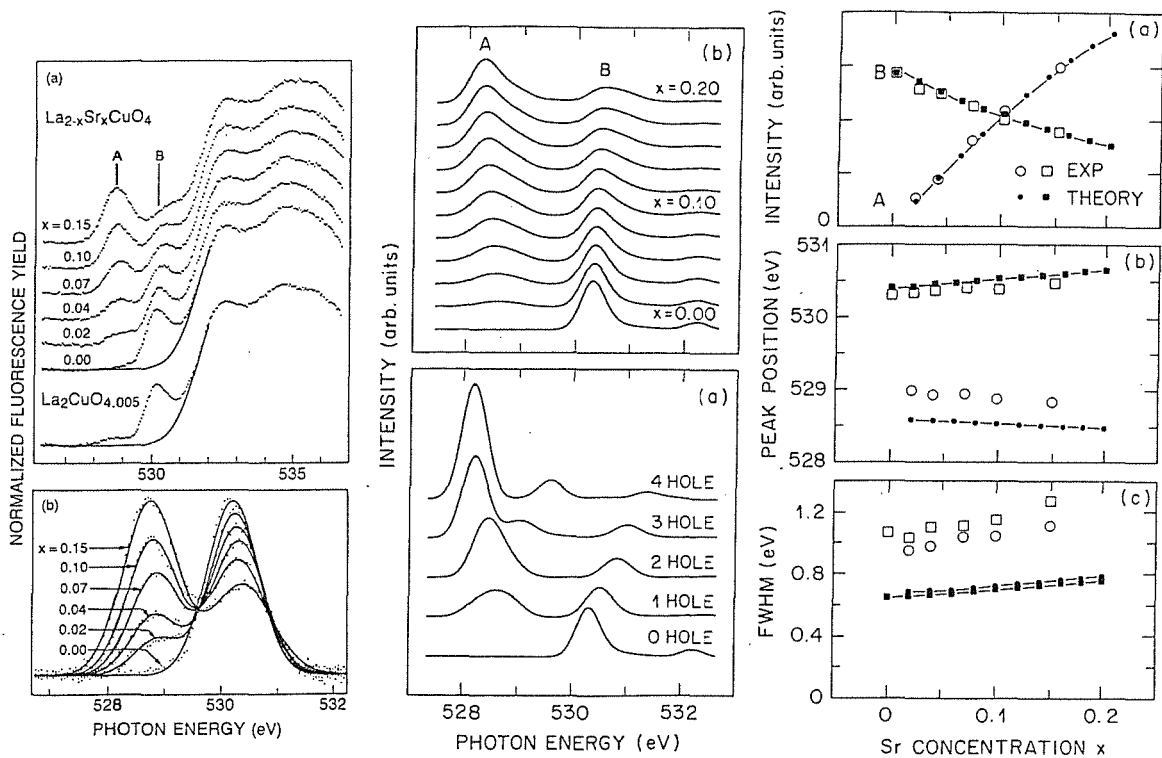 (a)
La2-xSrxCuO4
A
B
x = 0.15
0.10
0.07
0.04
0.02
0.00
La2CuO4.005
530
535
NORMALIZED FLUORESCENCE YIELD
(b)
x = 0.15
0.10
0.07
0.04
0.02
0.00
528
529
530
531
532
PHOTON ENERGY (eV)
(b)
A
B
x = 0.20
x = 0.10
x = 0.00
INTENSITY (arb. units)
(a)
4 HOLE
3 HOLE
2 HOLE
1 HOLE
0 HOLE
528
530
532
PHOTON ENERGY (eV)
(a)
B
A
EXP
THEORY
0
INTENSITY (arb. units)
(b)
531
530
529
528
PEAK POSITION (eV)
(c)
1.2
0.8
0.4
0
FWHM (eV)
0
0.1
0.2
Sr CONCENTRATION x